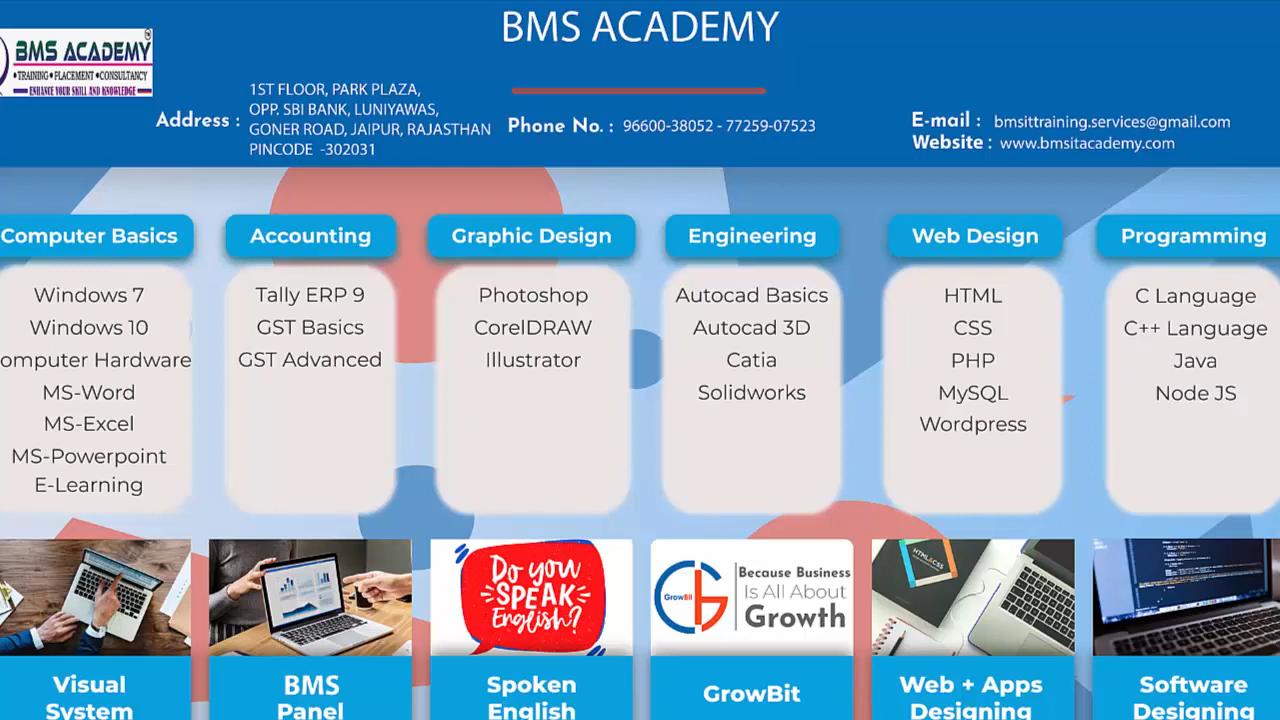 BMS ACADEMY
TM
BMS ACADEMY
•TRAINING •PLACEMENT •CONSULTANCY
ENHANCE YOUR SKILL AND KNOWLEDGE
Address :
1ST FLOOR, PARK PLAZA,
OPP. SBI BANK, LUNIYAWAS,
GONER ROAD, JAIPUR, RAJASTHAN
PINCODE -302031
Phone No. : 96600-38052 - 77259-07523
E-mail : bmsittraining.services@gmail.com
Website : www.bmsitacademy.com
Computer Basics
Windows 7
Windows 10
omputer Hardware
MS-Word
MS-Excel
MS-Powerpoint
E-Learning
Accounting
Tally ERP 9
GST Basics
GST Advanced
Graphic Design
Photoshop
CorelDRAW
Illustrator
Engineering
Autocad Basics
Autocad 3D
Catia
Solidworks
Web Design
HTML
CSS
PHP
MySQL
Wordpress
Programming
C Language
C++ Language
Java
Node JS
Do you
SPEAK
English?
GrowBit
Because Business
Is All About
Growth
HTML&CSS
Visual
System
BMS
Panel
Spoken
English
GrowBit
Web + Apps
Designing
Software
Designing